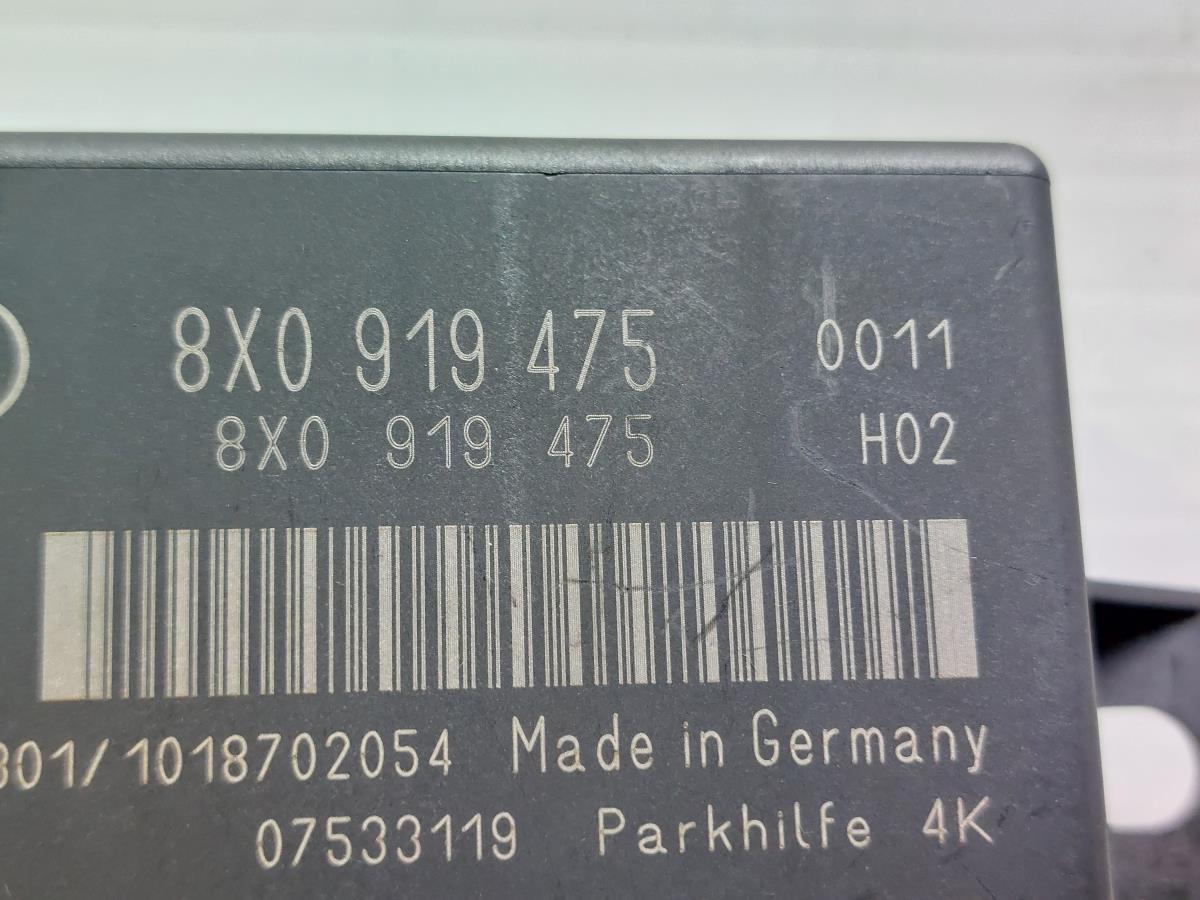 8X0 919 475 0011
8X0 919 475 H02
301/1018702054 Made in Germany
07533119 Parkhilfe 4K